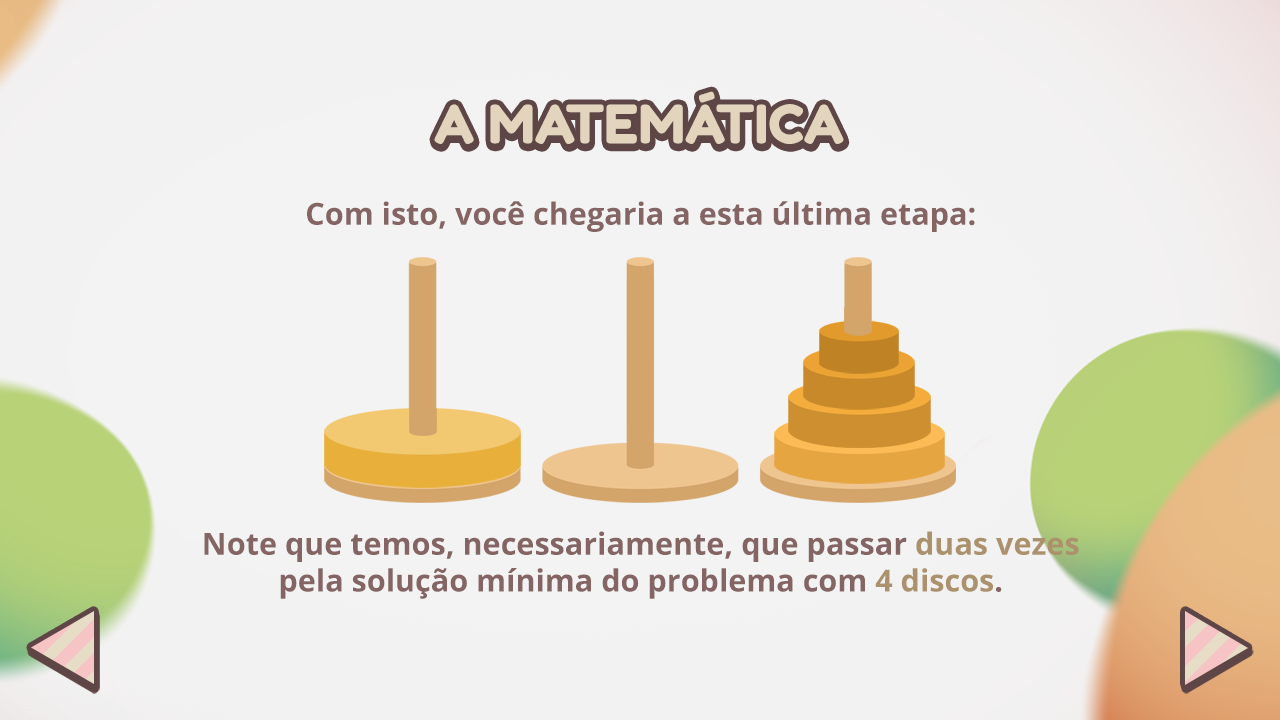 A MATEMÁTICA
Com isto, você chegaria a esta última etapa:
Note que temos, necessariamente, que passar duas vezes
pela solução mínima do problema com 4 discos.